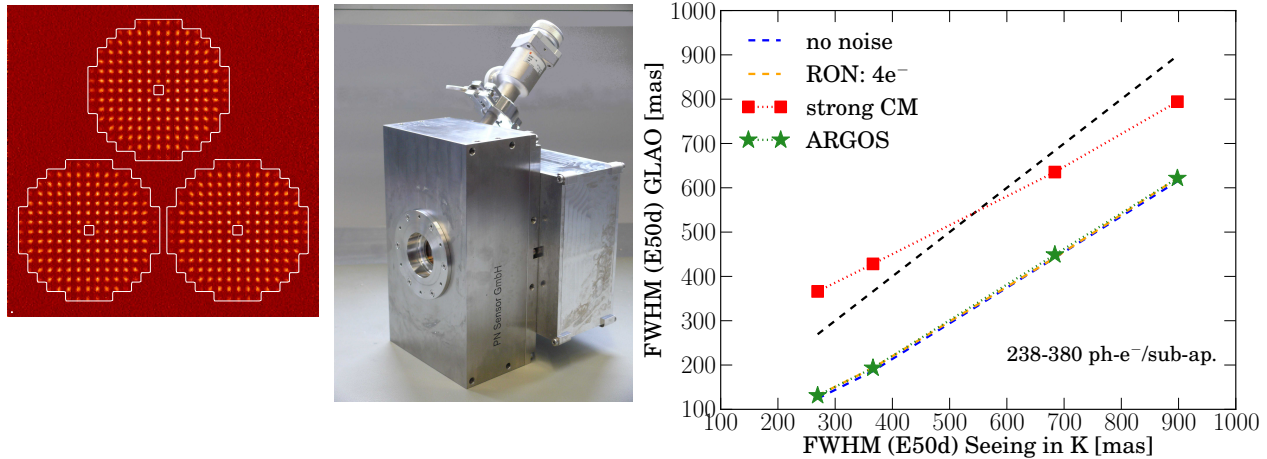 PN Sensor GmbH
1000
900
800
700
600
500
400
300
200
100
FWHM (E50d) GLAO [mas]
no noise
RON: 4e⁻
strong CM
ARGOS
238-380 ph-e⁻/sub-ap.
100 200 300 400 500 600 700 800 900 1000
FWHM (E50d) Seeing in K [mas]